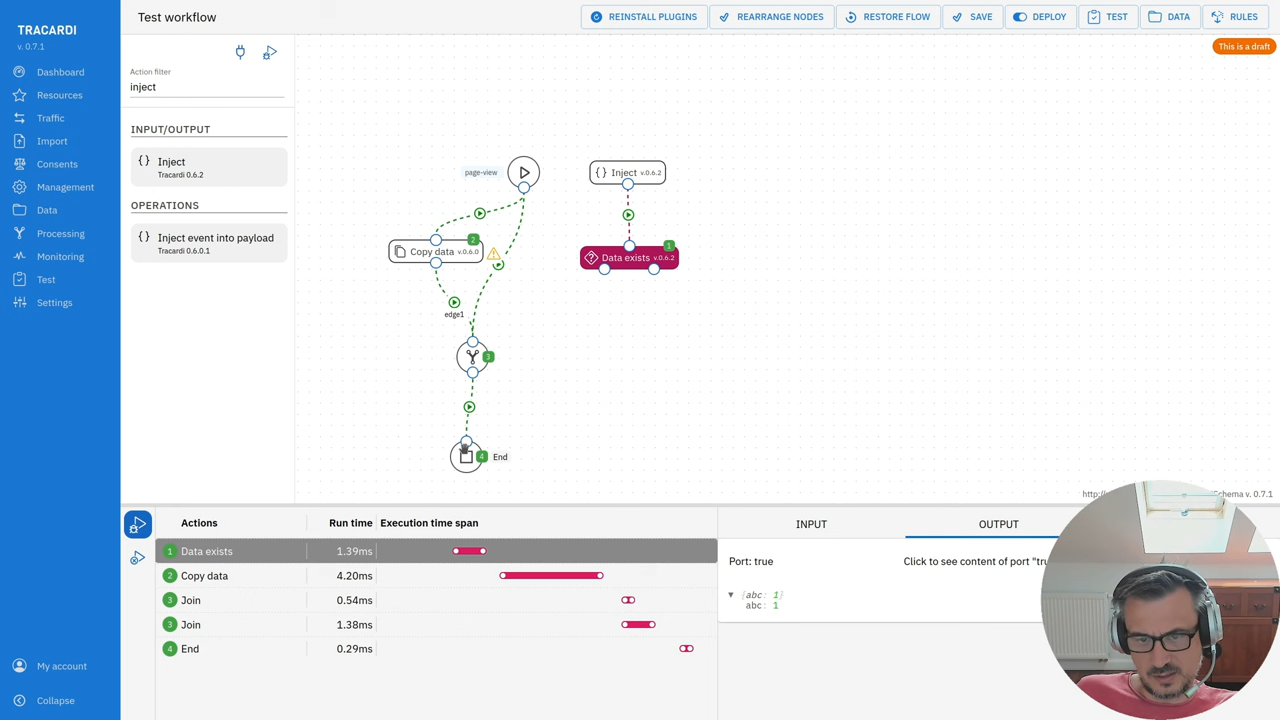 TRACARDI
v. 0.7.1
Dashboard
Resources
Traffic
Import
Consents
Management
Data
Processing
Monitoring
Test
Settings
My account
Collapse
Test workflow
REINSTALL PLUGINS
REARRANGE NODES
RESTORE FLOW
SAVE
DEPLOY
TEST
DATA
RULES
This is a draft
Action filter
inject
INPUT/OUTPUT
{} Inject
Tracardi 0.6.2
OPERATIONS
{} Inject event into payload
Tracardi 0.6.0.1
page-view
{} Inject v.0.6.2
2
Copy data v.0.6.0
1
Data exists v.0.6.2
edge1
3
4 End
Schema v. 0.7.1
Actions Run time Execution time span
1 Data exists 1.39ms
2 Copy data 4.20ms
3 Join 0.54ms
3 Join 1.38ms
4 End 0.29ms
INPUT OUTPUT
Port: true Click to see content of port
▼ {abc: 1}
abc: 1